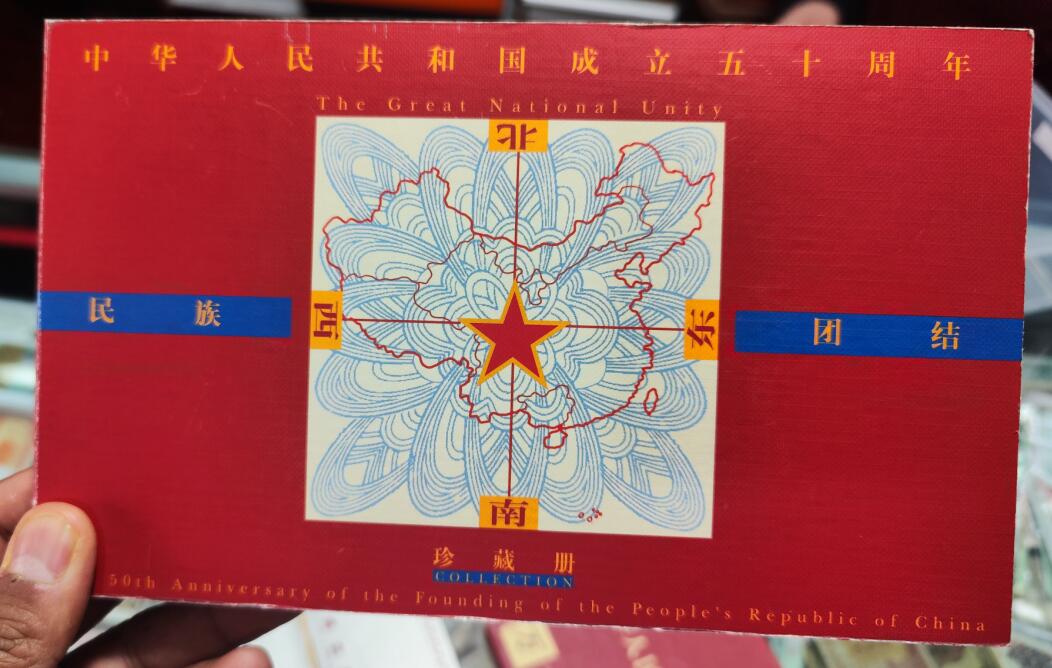 中华人民共和国成立五十周年
The Great National Unity
北
民族
西
东
团结
南
珍藏册
COLLECTION
50th Anniversary of the Founding of the People's Republic of China